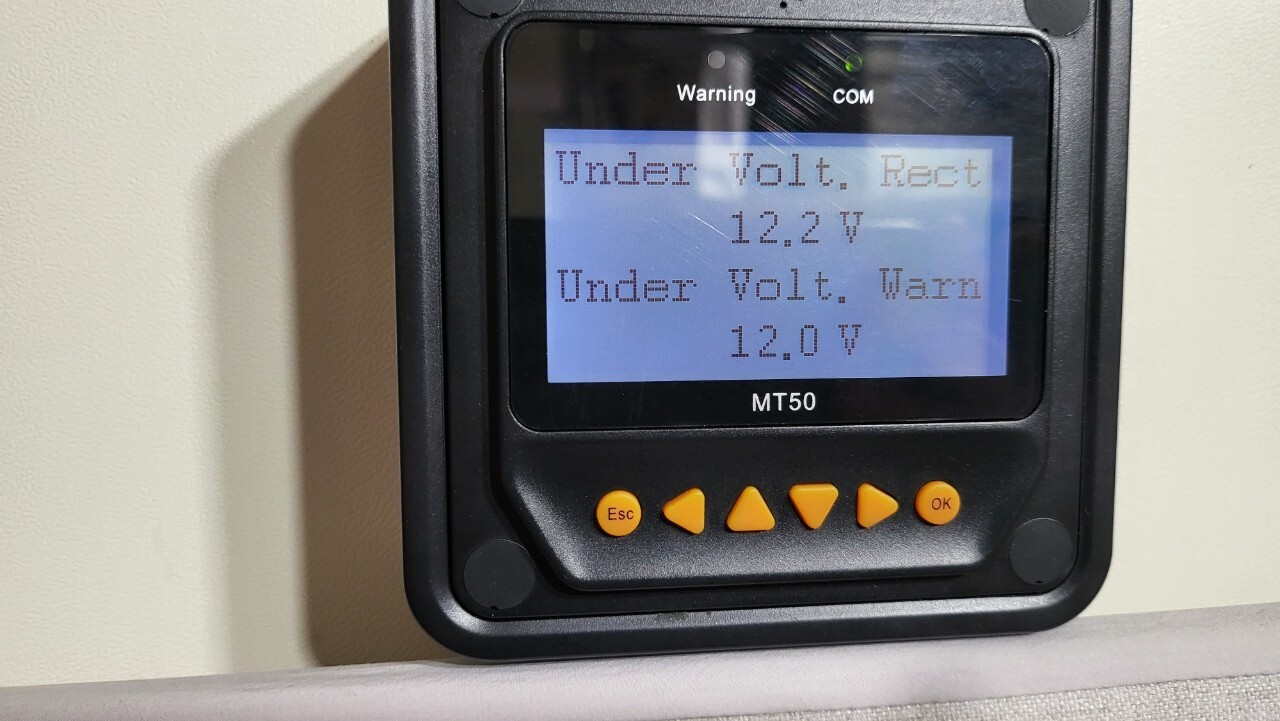 Warning COM
Under Volt. Rect
12.2 V
Under Volt. Warn
12.0 V
MT50
Esc OK